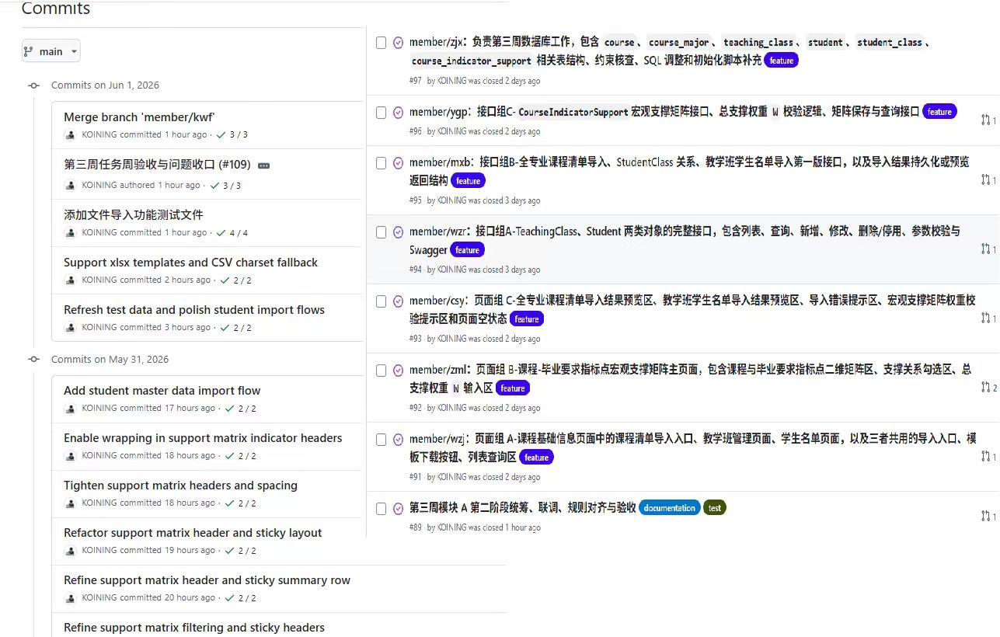 Commits
main
Commits on Jun 1, 2026
Merge branch 'member/kwf'
KOINING committed 1 hour ago · 3 / 3
第三周任务周验收与问题收口 (#109)
KOINING authored 1 hour ago · 3 / 3
添加文件导入功能测试文件
KOINING committed 1 hour ago · 4 / 4
Support xlsx templates and CSV charset fallback
KOINING committed 2 hours ago · 2 / 2
Refresh test data and polish student import flows
KOINING committed 3 hours ago · 2 / 2
Commits on May 31, 2026
Add student master data import flow
KOINING committed 17 hours ago · 2 / 2
Enable wrapping in support matrix indicator headers
KOINING committed 18 hours ago · 2 / 2
Tighten support matrix headers and spacing
KOINING committed 18 hours ago · 2 / 2
Refactor support matrix header and sticky layout
KOINING committed 19 hours ago · 2 / 2
Refine support matrix header and sticky summary row
KOINING committed 20 hours ago · 2 / 2
Refine support matrix filtering and sticky headers
member/zjx：负责第三周数据库工作，包含 course、course_major、teaching_class、student、student_class、
course_indicator_support 相关表结构、约束核查、SQL 调整和初始化脚本补充 feature
#97 · by KOINING was closed 2 days ago
member/ygp：接口组C-CourseIndicatorSupport 宏观支撑矩阵接口、总支撑权重 W 校验逻辑、矩阵保存与查询接口 feature
1
#96 · by KOINING was closed 2 days ago
member/mxb：接口组B-全专业课程清单导入、StudentClass 关系、教学班学生名单导入第一版接口，以及导入结果持久化或预览
返回结构 feature
1
#95 · by KOINING was closed 3 days ago
member/wzr：接口组A-TeachingClass、Student 两类对象的完整接口，包含列表、查询、新增、修改、删除/停用、参数校验与
Swagger feature
1
#94 · by KOINING was closed 3 days ago
member/csy：页面组 C-全专业课程清单导入结果预览区、教学班学生名单导入结果预览区、导入错误提示区、宏观支撑矩阵权重校
验提示区和页面空状态 feature
1
#93 · by KOINING was closed 2 days ago
member/zml：页面组 B-课程-毕业要求指标点宏观支撑矩阵主页面，包含课程与毕业要求指标点二维矩阵区、支撑关系勾选区、总
支撑权重 W 输入区 feature
2
#92 · by KOINING was closed 2 days ago
member/wzj：页面组 A-课程基础信息页面中的课程清单导入入口、教学班管理页面、学生名单页面，以及三者共用的导入入口、模
板下载按钮、列表查询区 feature
1
#91 · by KOINING was closed 2 days ago
第三周模块 A 第二阶段统筹、联调、规则对齐与验收 documentation test
1
#89 · by KOINING was closed 1 hour ago